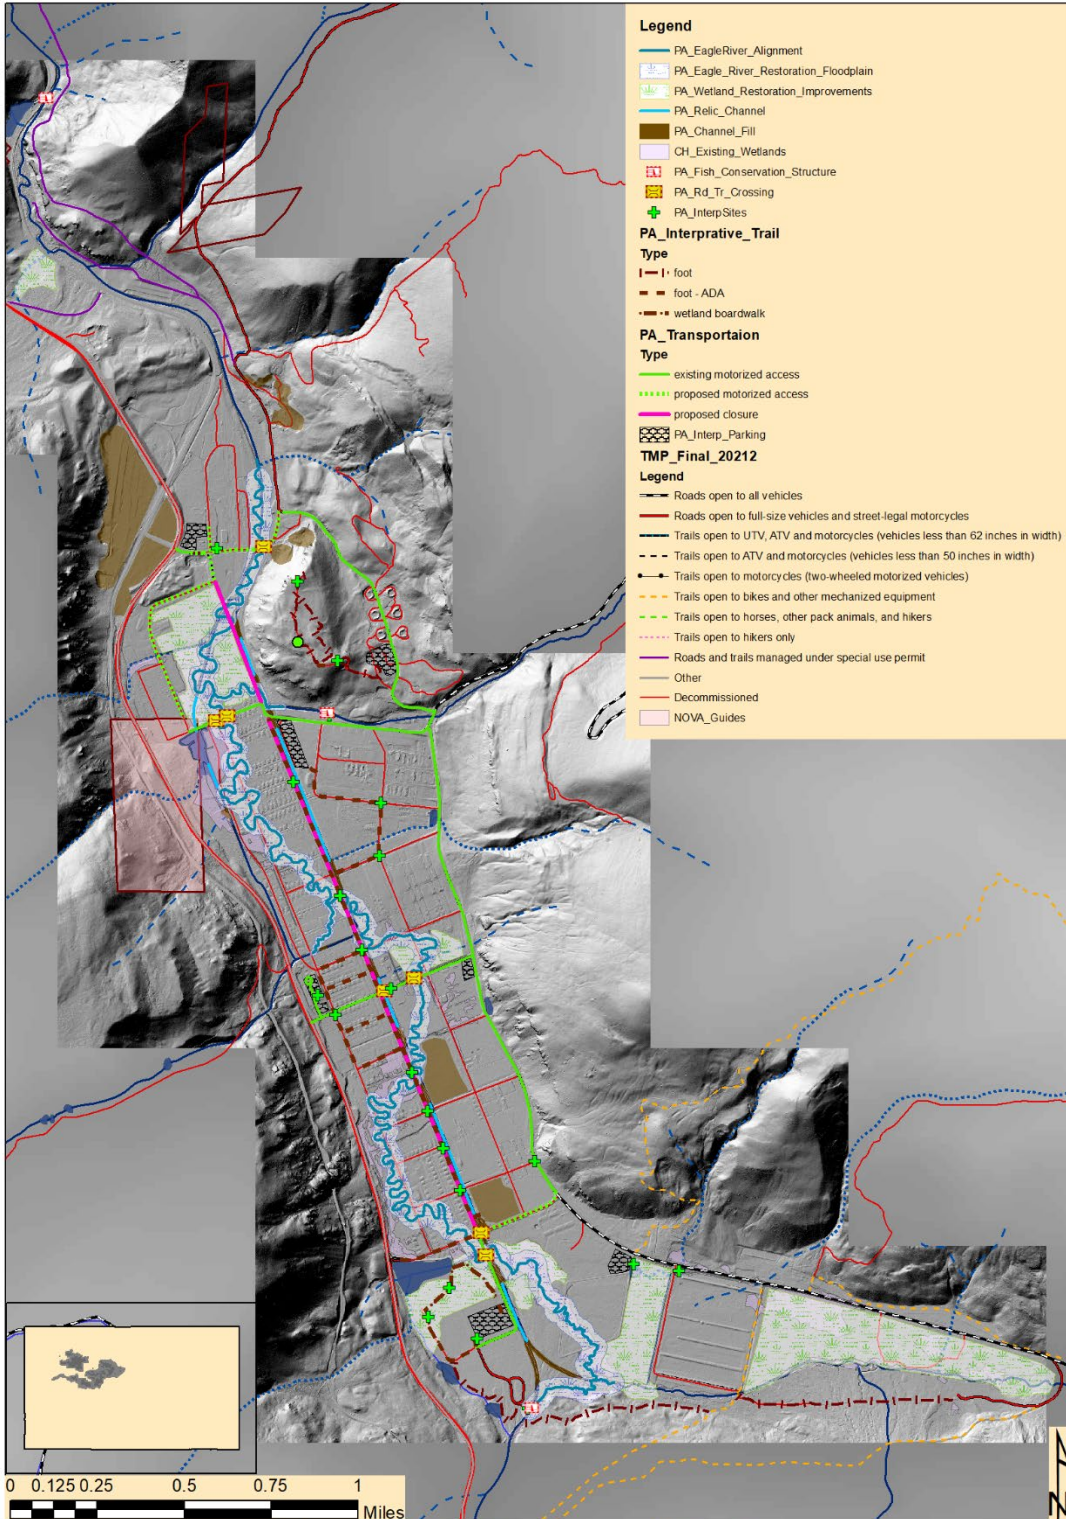 Legend
PA_EagleRiver_Alignment
PA_Eagle_River_Restoration_Floodplain
PA_Wetland_Restoration_Improvements
PA_Relic_Channel
PA_Channel_Fill
CH_Existing_Wetlands
PA_Fish_Conservation_Structure
PA_Rd_Tr_Crossing
PA_InterpSites
PA_Interprative_Trail
Type
foot
foot - ADA
wetland boardwalk
PA_Transportaion
Type
existing motorized access
proposed motorized access
proposed closure
PA_Interp_Parking
TMP_Final_20212
Legend
Roads open to all vehicles
Roads open to full-size vehicles and street-legal motorcycles
Trails open to UTV, ATV and motorcycles (vehicles less than 62 inches in width)
Trails open to ATV and motorcycles (vehicles less than 50 inches in width)
Trails open to motorcycles (two-wheeled motorized vehicles)
Trails open to bikes and other mechanized equipment
Trails open to horses, other pack animals, and hikers
Trails open to hikers only
Roads and trails managed under special use permit
Other
Decommissioned
NOVA_Guides
0 0.125 0.25 0.5 0.75 1
Miles
N